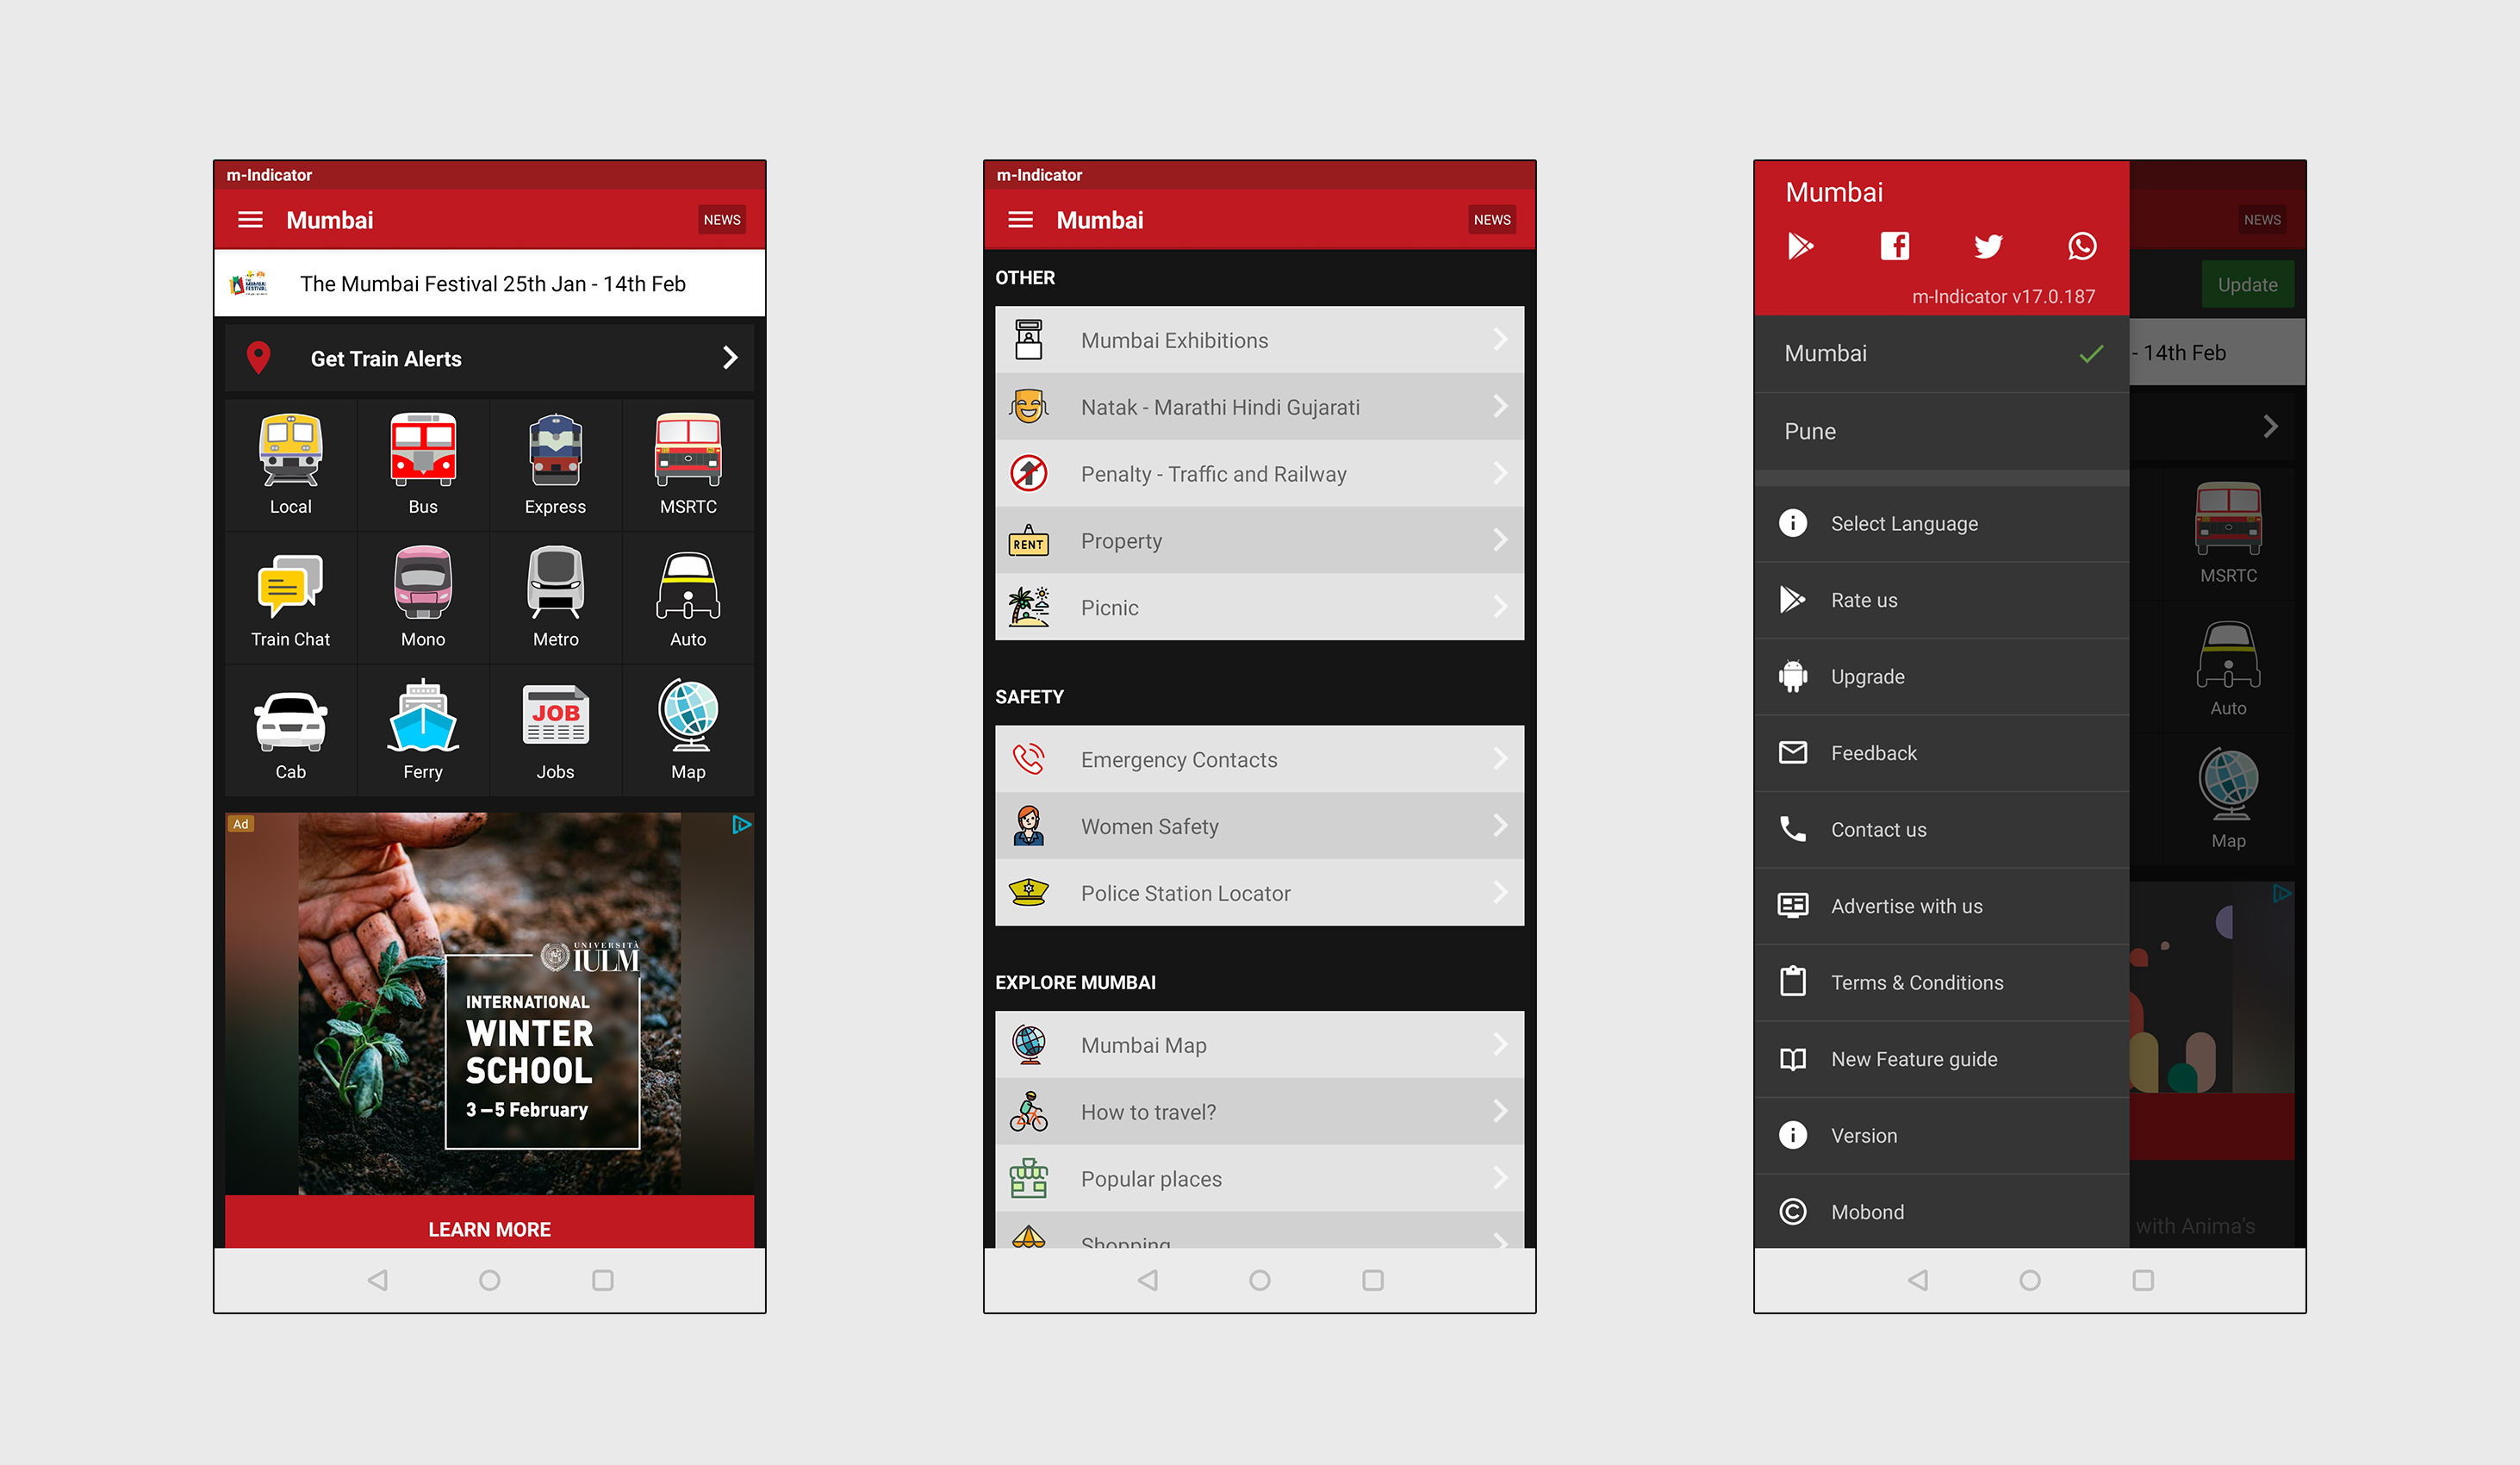 m-Indicator
Mumbai
NEWS
The Mumbai Festival 25th Jan - 14th Feb
Get Train Alerts
Local
Bus
Express
MSRTC
Train Chat
Mono
Metro
Auto
Cab
Ferry
JOB
Jobs
Map
Ad
UNIVERSITÀ
IULM
INTERNATIONAL
WINTER
SCHOOL
3 – 5 February
LEARN MORE
m-Indicator
Mumbai
NEWS
OTHER
Mumbai Exhibitions
Natak - Marathi Hindi Gujarati
Penalty - Traffic and Railway
RENT
Property
Picnic
SAFETY
Emergency Contacts
Women Safety
Police Station Locator
EXPLORE MUMBAI
Mumbai Map
How to travel?
Popular places
Shopping
Mumbai
m-Indicator v17.0.187
Mumbai
Pune
Select Language
Rate us
Upgrade
Feedback
Contact us
Advertise with us
Terms & Conditions
New Feature guide
Version
Mobond
NEWS
Update
- 14th Feb
MSRTC
Auto
Map
with Anima's